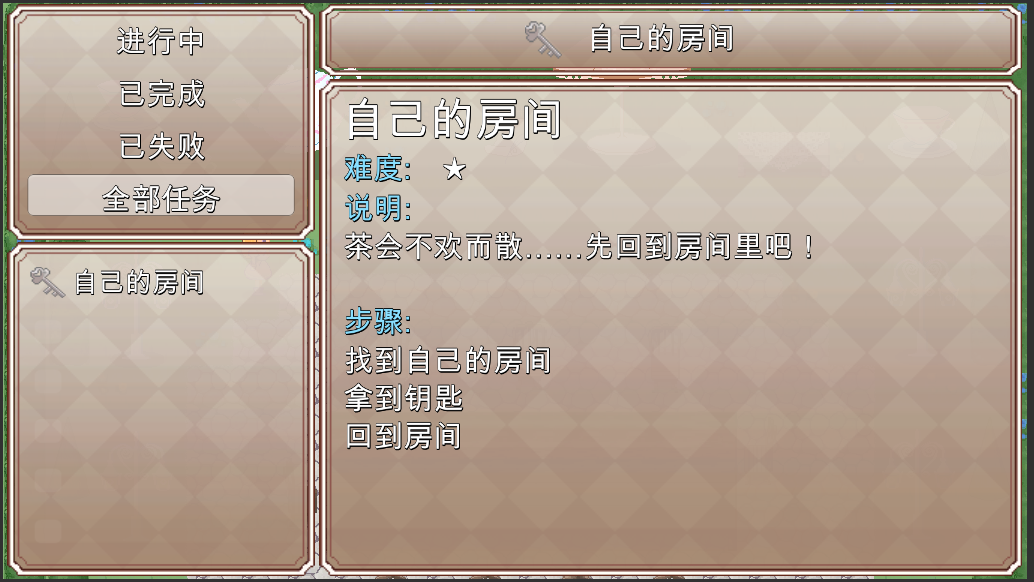 进行中
已完成
已失败
全部任务
自己的房间
自己的房间
自己的房间
难度: ★
说明:
茶会不欢而散……先回到房间里吧！
步骤:
找到自己的房间
拿到钥匙
回到房间